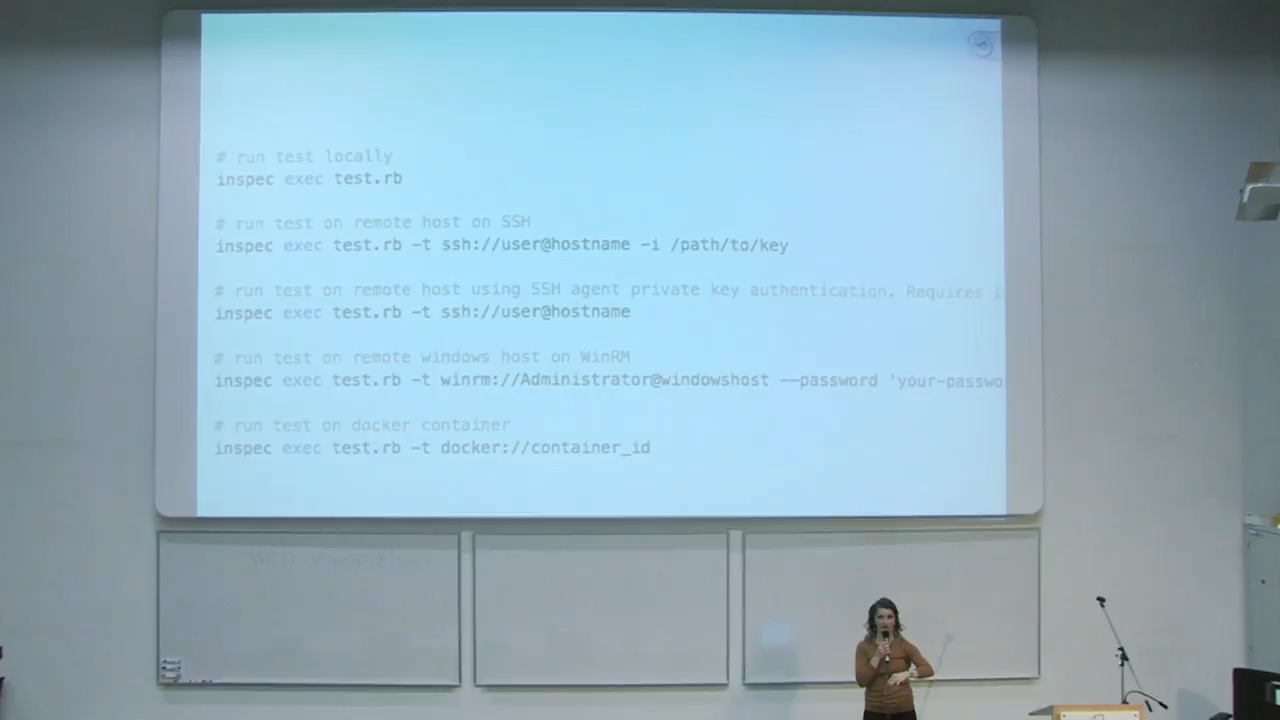 # run test locally
inspec exec test.rb
# run test on remote host on SSH
inspec exec test.rb -t ssh://user@hostname -i /path/to/key
# run test on remote host using SSH agent private key authentication. Requires
inspec exec test.rb -t ssh://user@hostname
# run test on remote windows host on WinRM
inspec exec test.rb -t winrm://Administrator@windowshost --password 'your-passwo
# run test on docker container
inspec exec test.rb -t docker://container_id